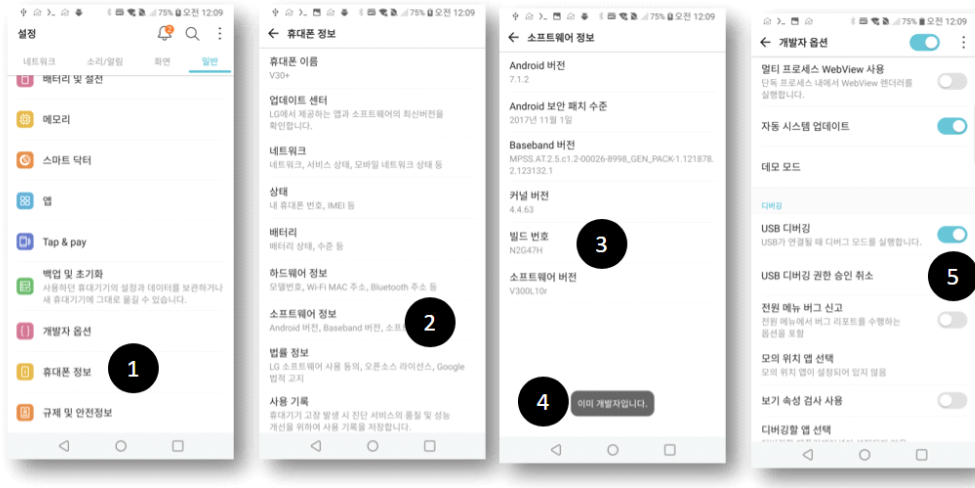 75% 오전 12:09
설정
네트워크 소리/알림 화면 일반
배터리 및 절전
메모리
스마트 닥터
앱
Tap & pay
백업 및 초기화
사용하던 휴대기기의 설정과 데이터를 보관하거나
새 휴대기기에 그대로 옮길 수 있습니다.
개발자 옵션
휴대폰 정보
1
규제 및 안전정보
75% 오전 12:09
휴대폰 정보
휴대폰 이름
V30+
업데이트 센터
LG에서 제공하는 앱과 소프트웨어의 최신버전을
확인합니다.
네트워크
네트워크, 서비스 상태, 모바일 네트워크 상태 등
상태
내 휴대폰 번호, IMEI 등
배터리
배터리 상태, 수준 등
하드웨어 정보
모델번호, Wi-Fi MAC 주소, Bluetooth 주소 등
소프트웨어 정보
Android 버전, Baseband 버전, 소프
2
법률 정보
LG 소프트웨어 사용 동의, 오픈소스 라이선스, Google
법적 고지
사용 기록
휴대기기 고장 발생 시 진단 서비스의 품질 및 성능
개선을 위하여 사용 기록을 저장합니다.
75% 오전 12:09
소프트웨어 정보
Android 버전
7.1.2
Android 보안 패치 수준
2017년 11월 1일
Baseband 버전
MPSS.AT.2.5.c1.2-00026-8998_GEN_PACK-1.121878.
2.123132.1
커널 버전
4.4.63
빌드 번호
N2G47H
3
소프트웨어 버전
V300L10r
4
이미 개발자입니다.
75% 오전 12:09
개발자 옵션
멀티 프로세스 WebView 사용
단독 프로세스 내에서 WebView 렌더러를
실행합니다.
자동 시스템 업데이트
데모 모드
디버깅
USB 디버깅
USB가 연결될 때 디버그 모드를 실행합니다.
USB 디버깅 권한 승인 취소
5
전원 메뉴 버그 신고
전원 메뉴에서 버그 리포트를 수행하는
옵션을 포함
모의 위치 앱 선택
모의 위치 앱이 설정되어 있지 않음
보기 속성 검사 사용
디버깅할 앱 선택